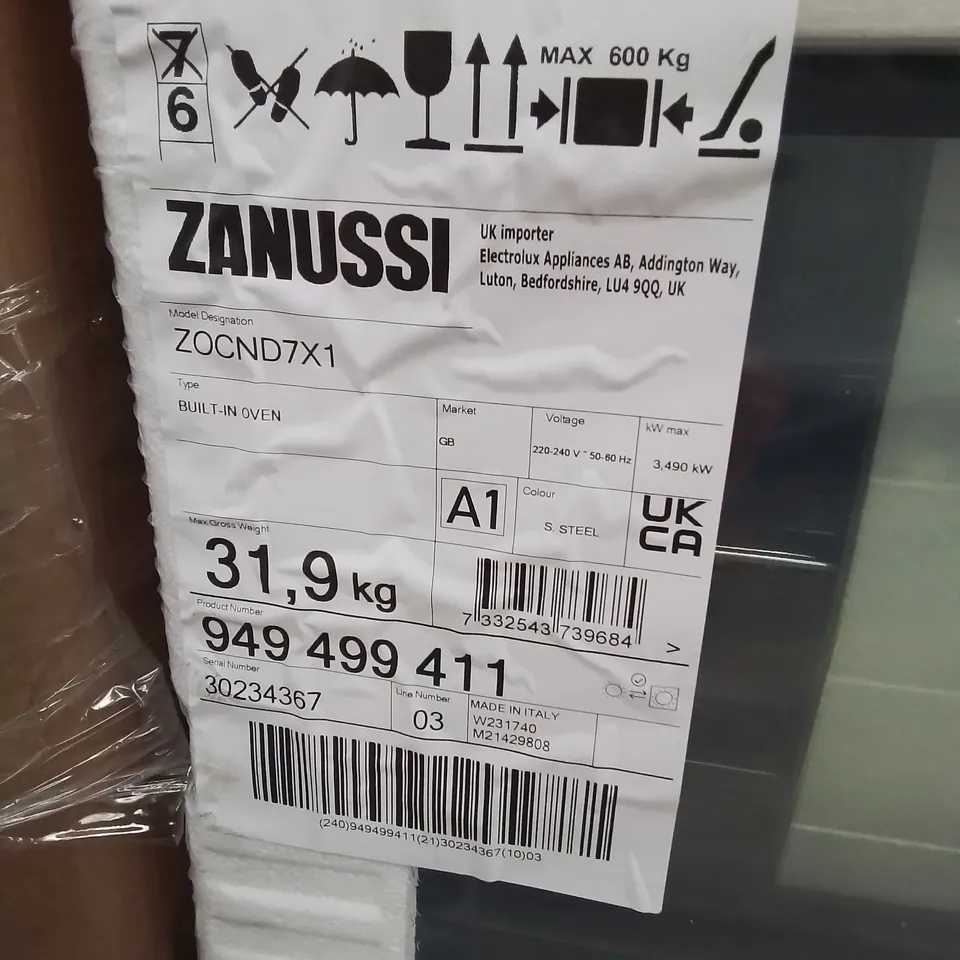 7
6
MAX 600 Kg
ZANUSSI
UK importer
Electrolux Appliances AB, Addington Way,
Luton, Bedfordshire, LU4 9QQ, UK
Model Designation
ZOCND7X1
Type
BUILT-IN OVEN
Market
GB
Voltage
220-240 V ~ 50-60 Hz
kW max
3,490 kW
A1
Colour
S. STEEL
UK
CA
Max.Gross Weight
31,9 kg
7 332543 739684 >
Product Number
949 499 411
Serial Number
30234367
Line Number
03
MADE IN ITALY
W231740
M21429808
(240)949499411(21)30234367(10)03